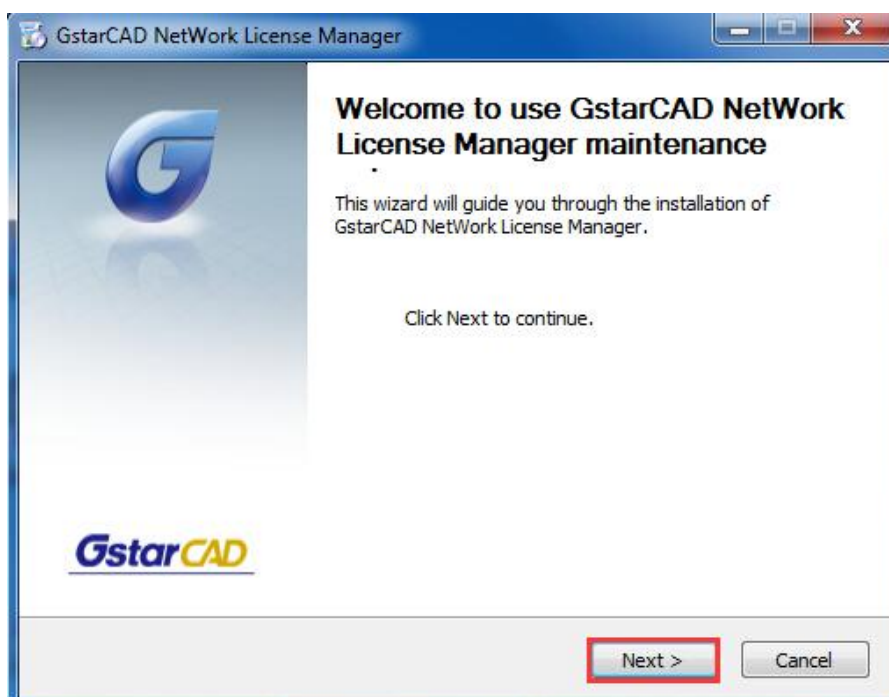 GstarCAD NetWork License Manager
Welcome to use GstarCAD NetWork
License Manager maintenance
This wizard will guide you through the installation of
GstarCAD NetWork License Manager.
Click Next to continue.
GstarCAD
Next >
Cancel